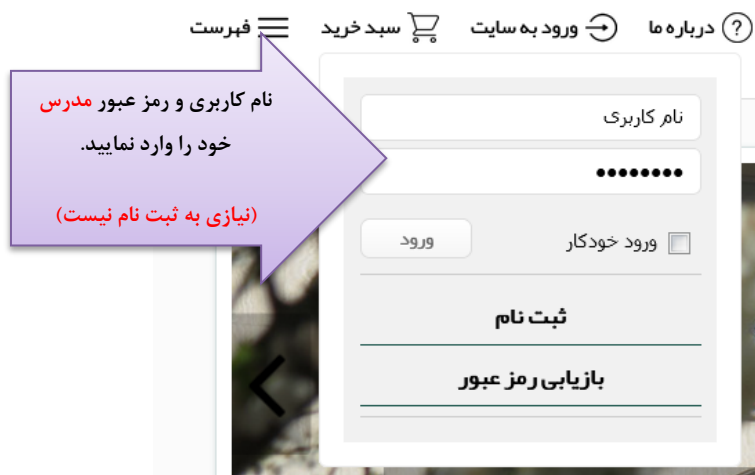 درباره ما
ورود به سایت
سبد خرید
فهرست
نام کاربری و رمز عبور مدرس
خود را وارد نمایید.
(نیازی به ثبت نام نیست)
نام کاربری
••••••••
ورود خودکار
ورود
ثبت نام
بازیابی رمز عبور